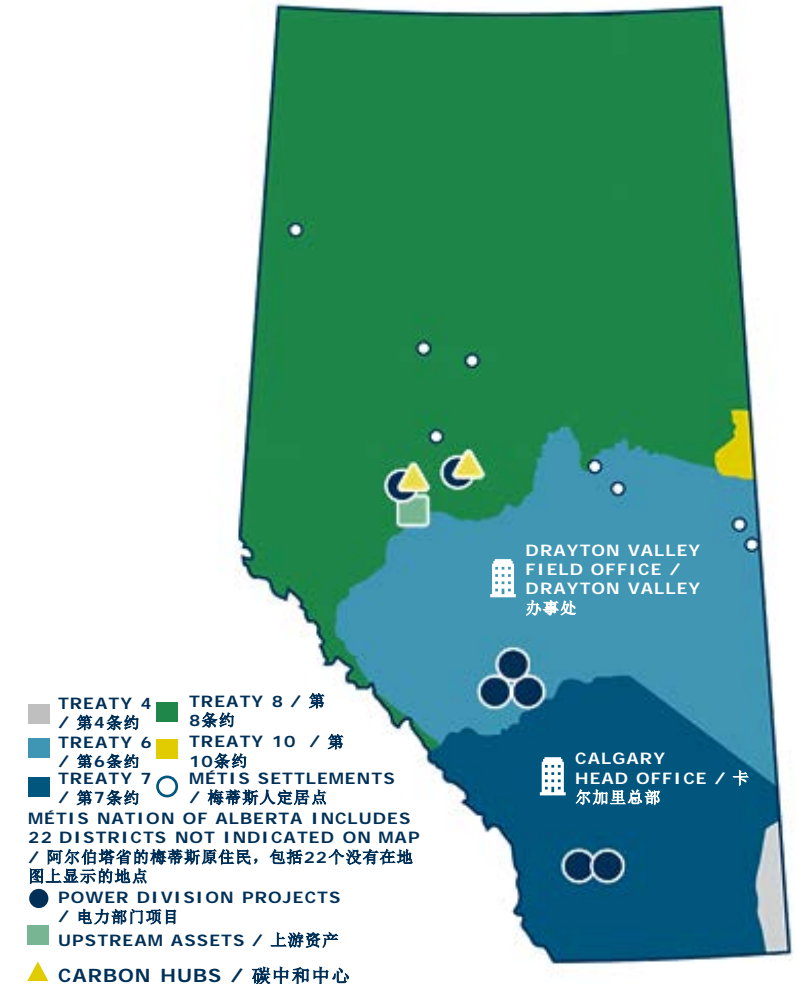 DRAYTON VALLEY
FIELD OFFICE /
DRAYTON VALLEY
办事处
CALGARY
HEAD OFFICE / 卡
尔加里总部
TREATY 4
/ 第4条约
TREATY 8 / 第
8条约
TREATY 6
/ 第6条约
TREATY 10 / 第
10条约
TREATY 7
/ 第7条约
MÉTIS SETTLEMENTS
/ 梅蒂斯人定居点
MÉTIS NATION OF ALBERTA INCLUDES
22 DISTRICTS NOT INDICATED ON MAP
/ 阿尔伯塔省的梅蒂斯原住民，包括22个没有在地
图上显示的地点
POWER DIVISION PROJECTS
/ 电力部门项目
UPSTREAM ASSETS / 上游资产
CARBON HUBS / 碳中和中心